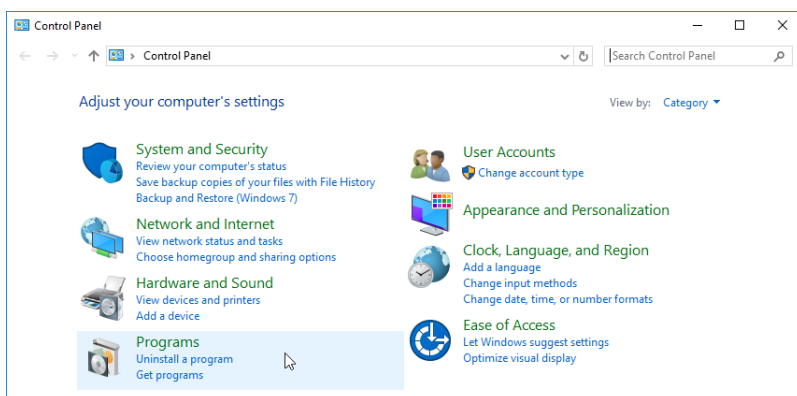 Control Panel
Control Panel
Search Control Panel
Adjust your computer's settings
View by: Category
System and Security
Review your computer's status
Save backup copies of your files with File History
Backup and Restore (Windows 7)
Network and Internet
View network status and tasks
Choose homegroup and sharing options
Hardware and Sound
View devices and printers
Add a device
Programs
Uninstall a program
Get programs
User Accounts
Change account type
Appearance and Personalization
Clock, Language, and Region
Add a language
Change input methods
Change date, time, or number formats
Ease of Access
Let Windows suggest settings
Optimize visual display